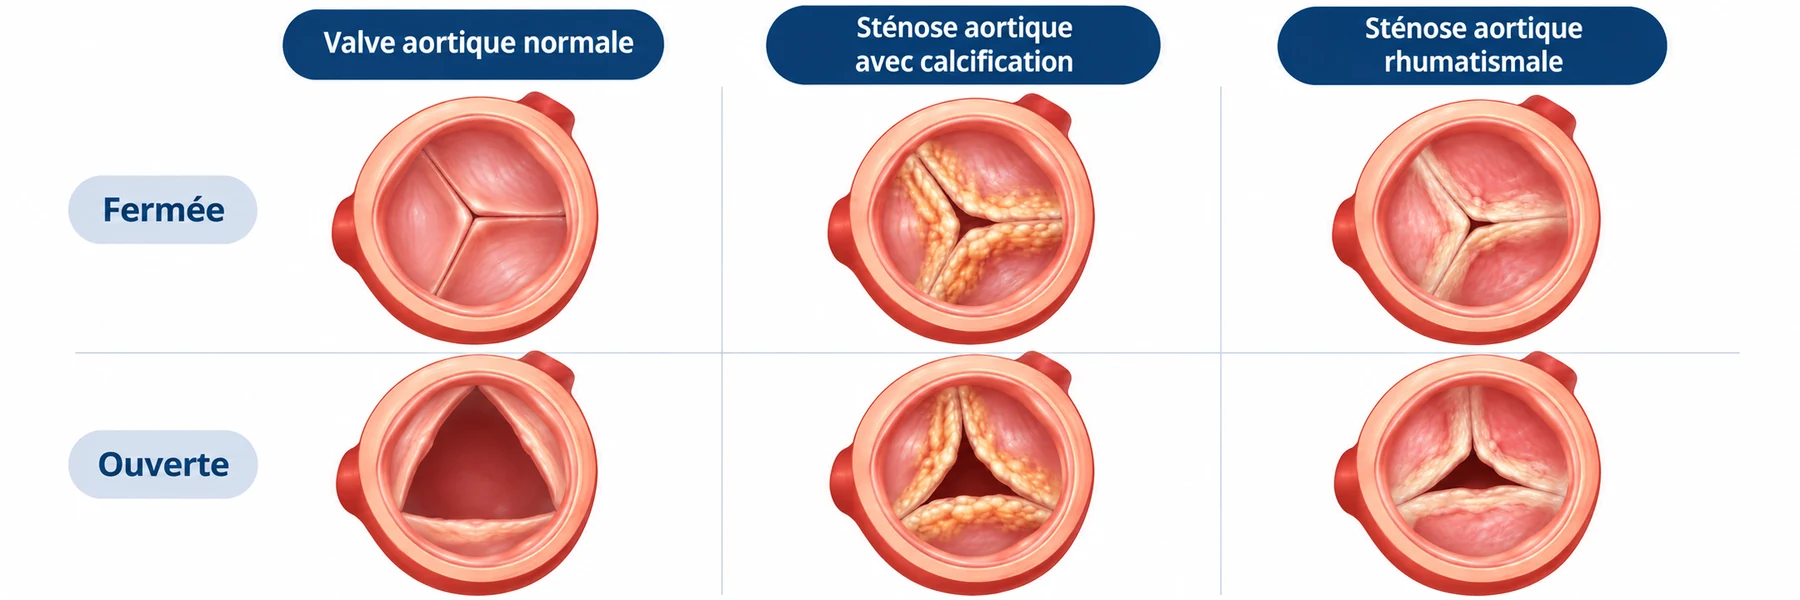 Valve aortique normale
Sténose aortique
avec calcification
Sténose aortique
rhumatismale
Fermée
Ouverte